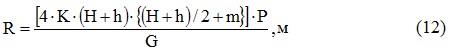 R = [4·K·(H+h)·{(H+h)/2+m}]·P / G , м (12)